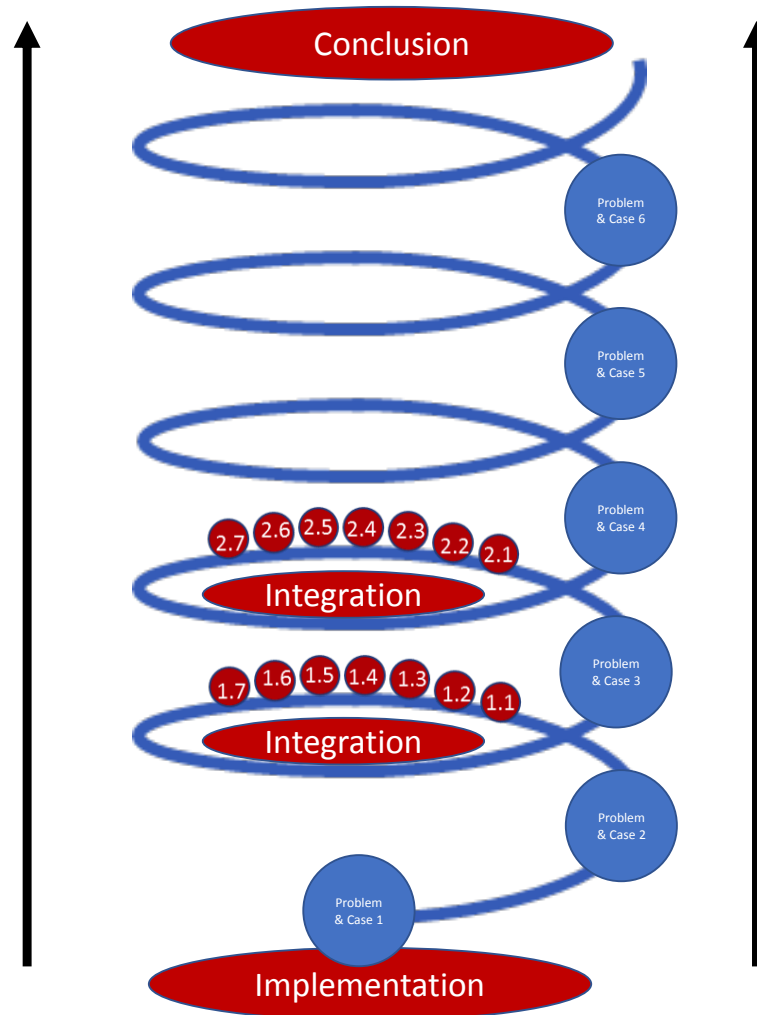 Conclusion
Problem
& Case 6
Problem
& Case 5
Problem
& Case 4
2.7 2.6 2.5 2.4 2.3 2.2 2.1
Integration
Problem
& Case 3
1.7 1.6 1.5 1.4 1.3 1.2 1.1
Integration
Problem
& Case 2
Problem
& Case 1
Implementation